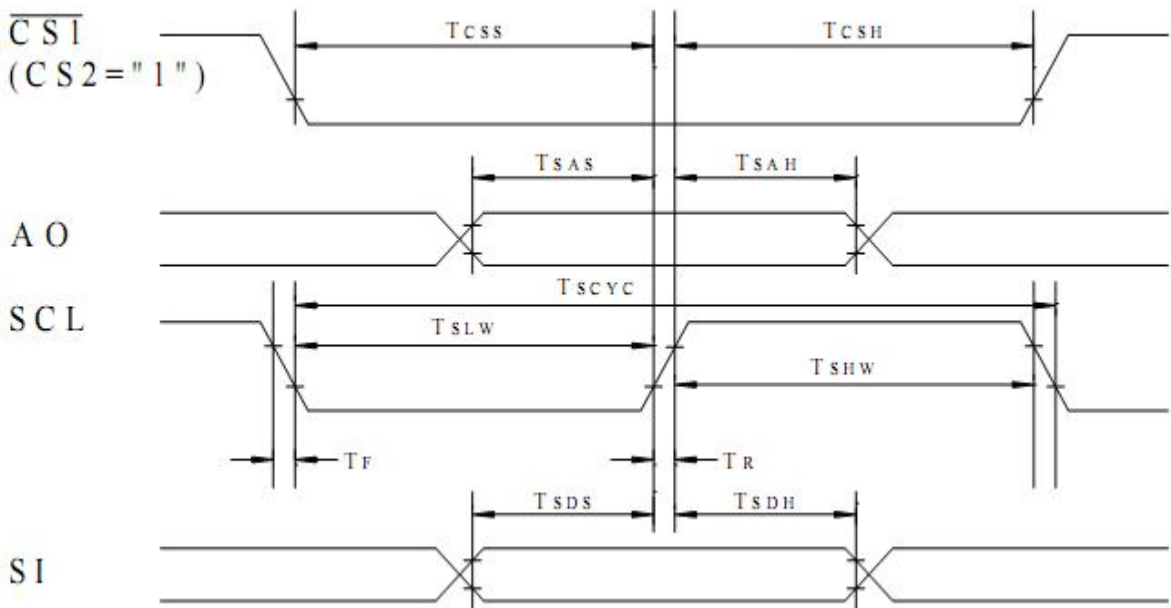 CS1 TCSS TCSH
(CS2="1")
TSAS TSAH
AO
TSCYC
SCL
TSLW
TSHW
TF TR
TSDS TSDH
SI